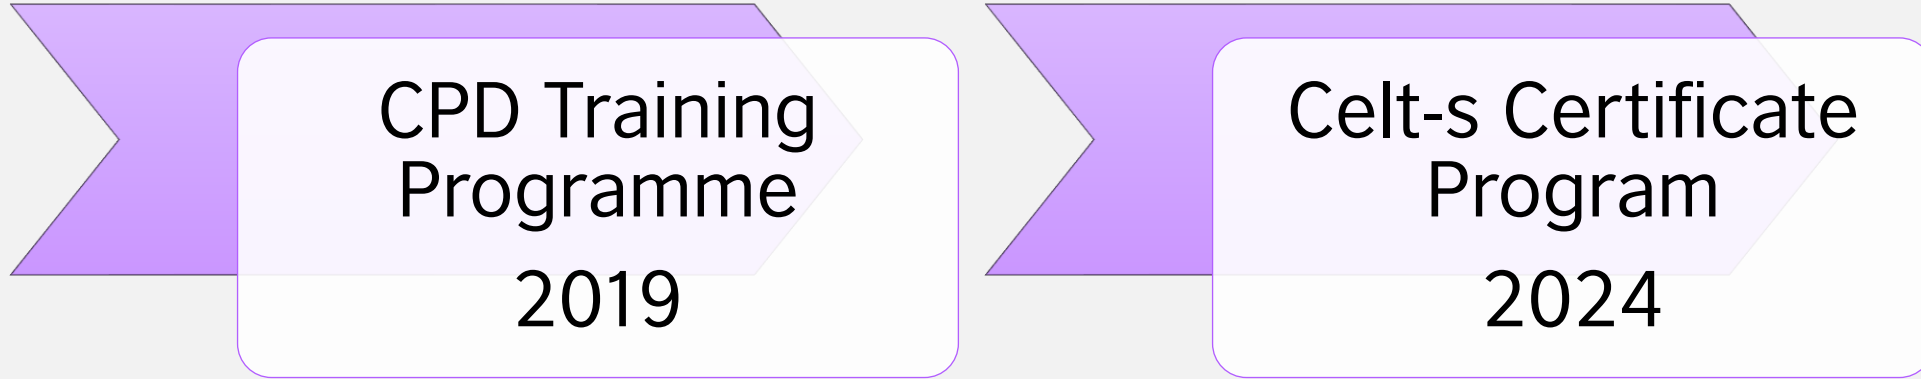 CPD Training
Programme
2019
Celt-s Certificate
Program
2024